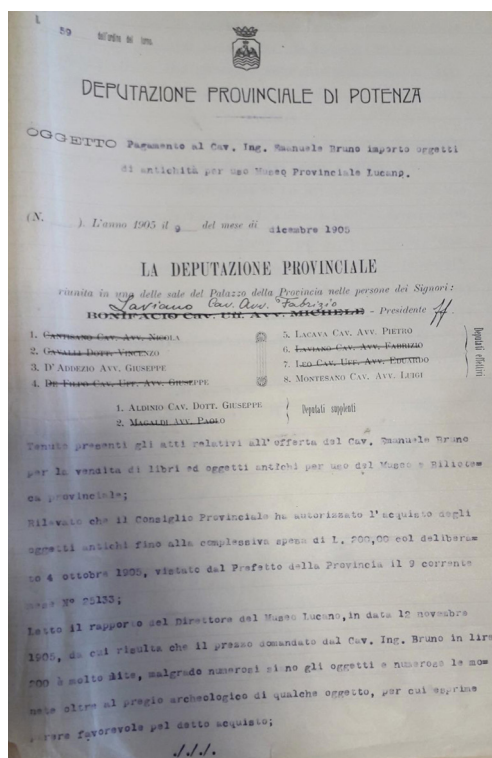 50 dell'ordine del
DEPUTAZIONE PROVINCIALE DI POTENZA
OGGETTO Pagamento al Cav. Ing. Emanuele Bruno importo oggetti
di antichità per uso Museo Provinciale Lucano.
(N. ). L'anno 1905 il 9 del mese di dicembre 1905
LA DEPUTAZIONE PROVINCIALE
riunita in una delle sale del Palazzo della Provincia nelle persone dei Signori:
Laviano Cav. Avv. Fabrizio
BONIFACIO CAV. UFF. AVV. MICHELE - Presidente ff.
1. CANTISANO CAV. AVV. NICOLA
2. CAVALLI DOTT. VINCENZO
3. D'ADDEZIO AVV. GIUSEPPE
4. DE FILPO CAV. UFF. AVV. GIUSEPPE
5. LACAVA CAV. AVV. PIETRO
6. LAVIANO CAV. AVV. FABRIZIO
7. LEO CAV. UFF. AVV. EDUARDO
8. MONTESANO CAV. AVV. LUIGI
Deputati effettivi
1. ALDINIO CAV. DOTT. GIUSEPPE
2. MAGALDI AVV. PAOLO
Deputati supplenti
Tenute presenti gli atti relativi all'offerta del Cav. Emanuele Bruno
per la vendita di libri ed oggetti antichi per uso del Museo e Bibliote=
ca provinciale;
Rilevato che il Consiglio Provinciale ha autorizzato l'acquisto degli
oggetti antichi fino alla complessiva spesa di L. 200,00 col delibera=
to 4 ottobre 1905, vistato dal Prefetto della Provincia il 9 corrente
mese N° 25133;
Letto il rapporto del Direttore del Museo Lucano, in data 12 novembre
1905, da cui risulta che il prezzo domandato dal Cav. Ing. Bruno in lire
200 è molto mite, malgrado numerosi siano gli oggetti e numerose le mo=
nete oltre al pregio archeologico di qualche oggetto, per cui esprime
parere favorevole pel detto acquisto;
./././.